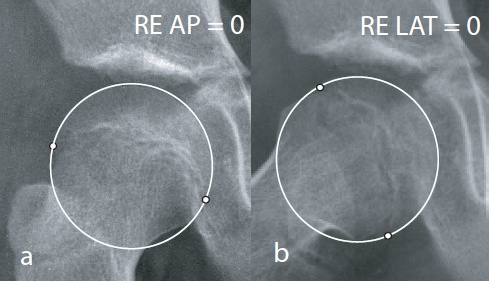 RE AP = 0
RE LAT = 0
a
b